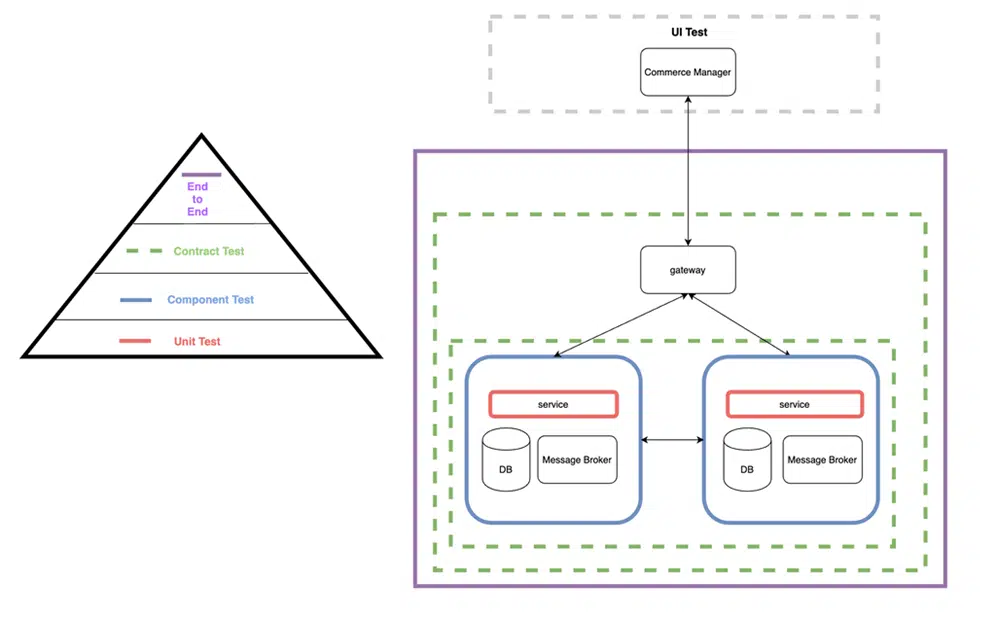 UI Test
Commerce Manager
End
to
End
Contract Test
Component Test
Unit Test
gateway
service
DB
Message Broker
service
DB
Message Broker